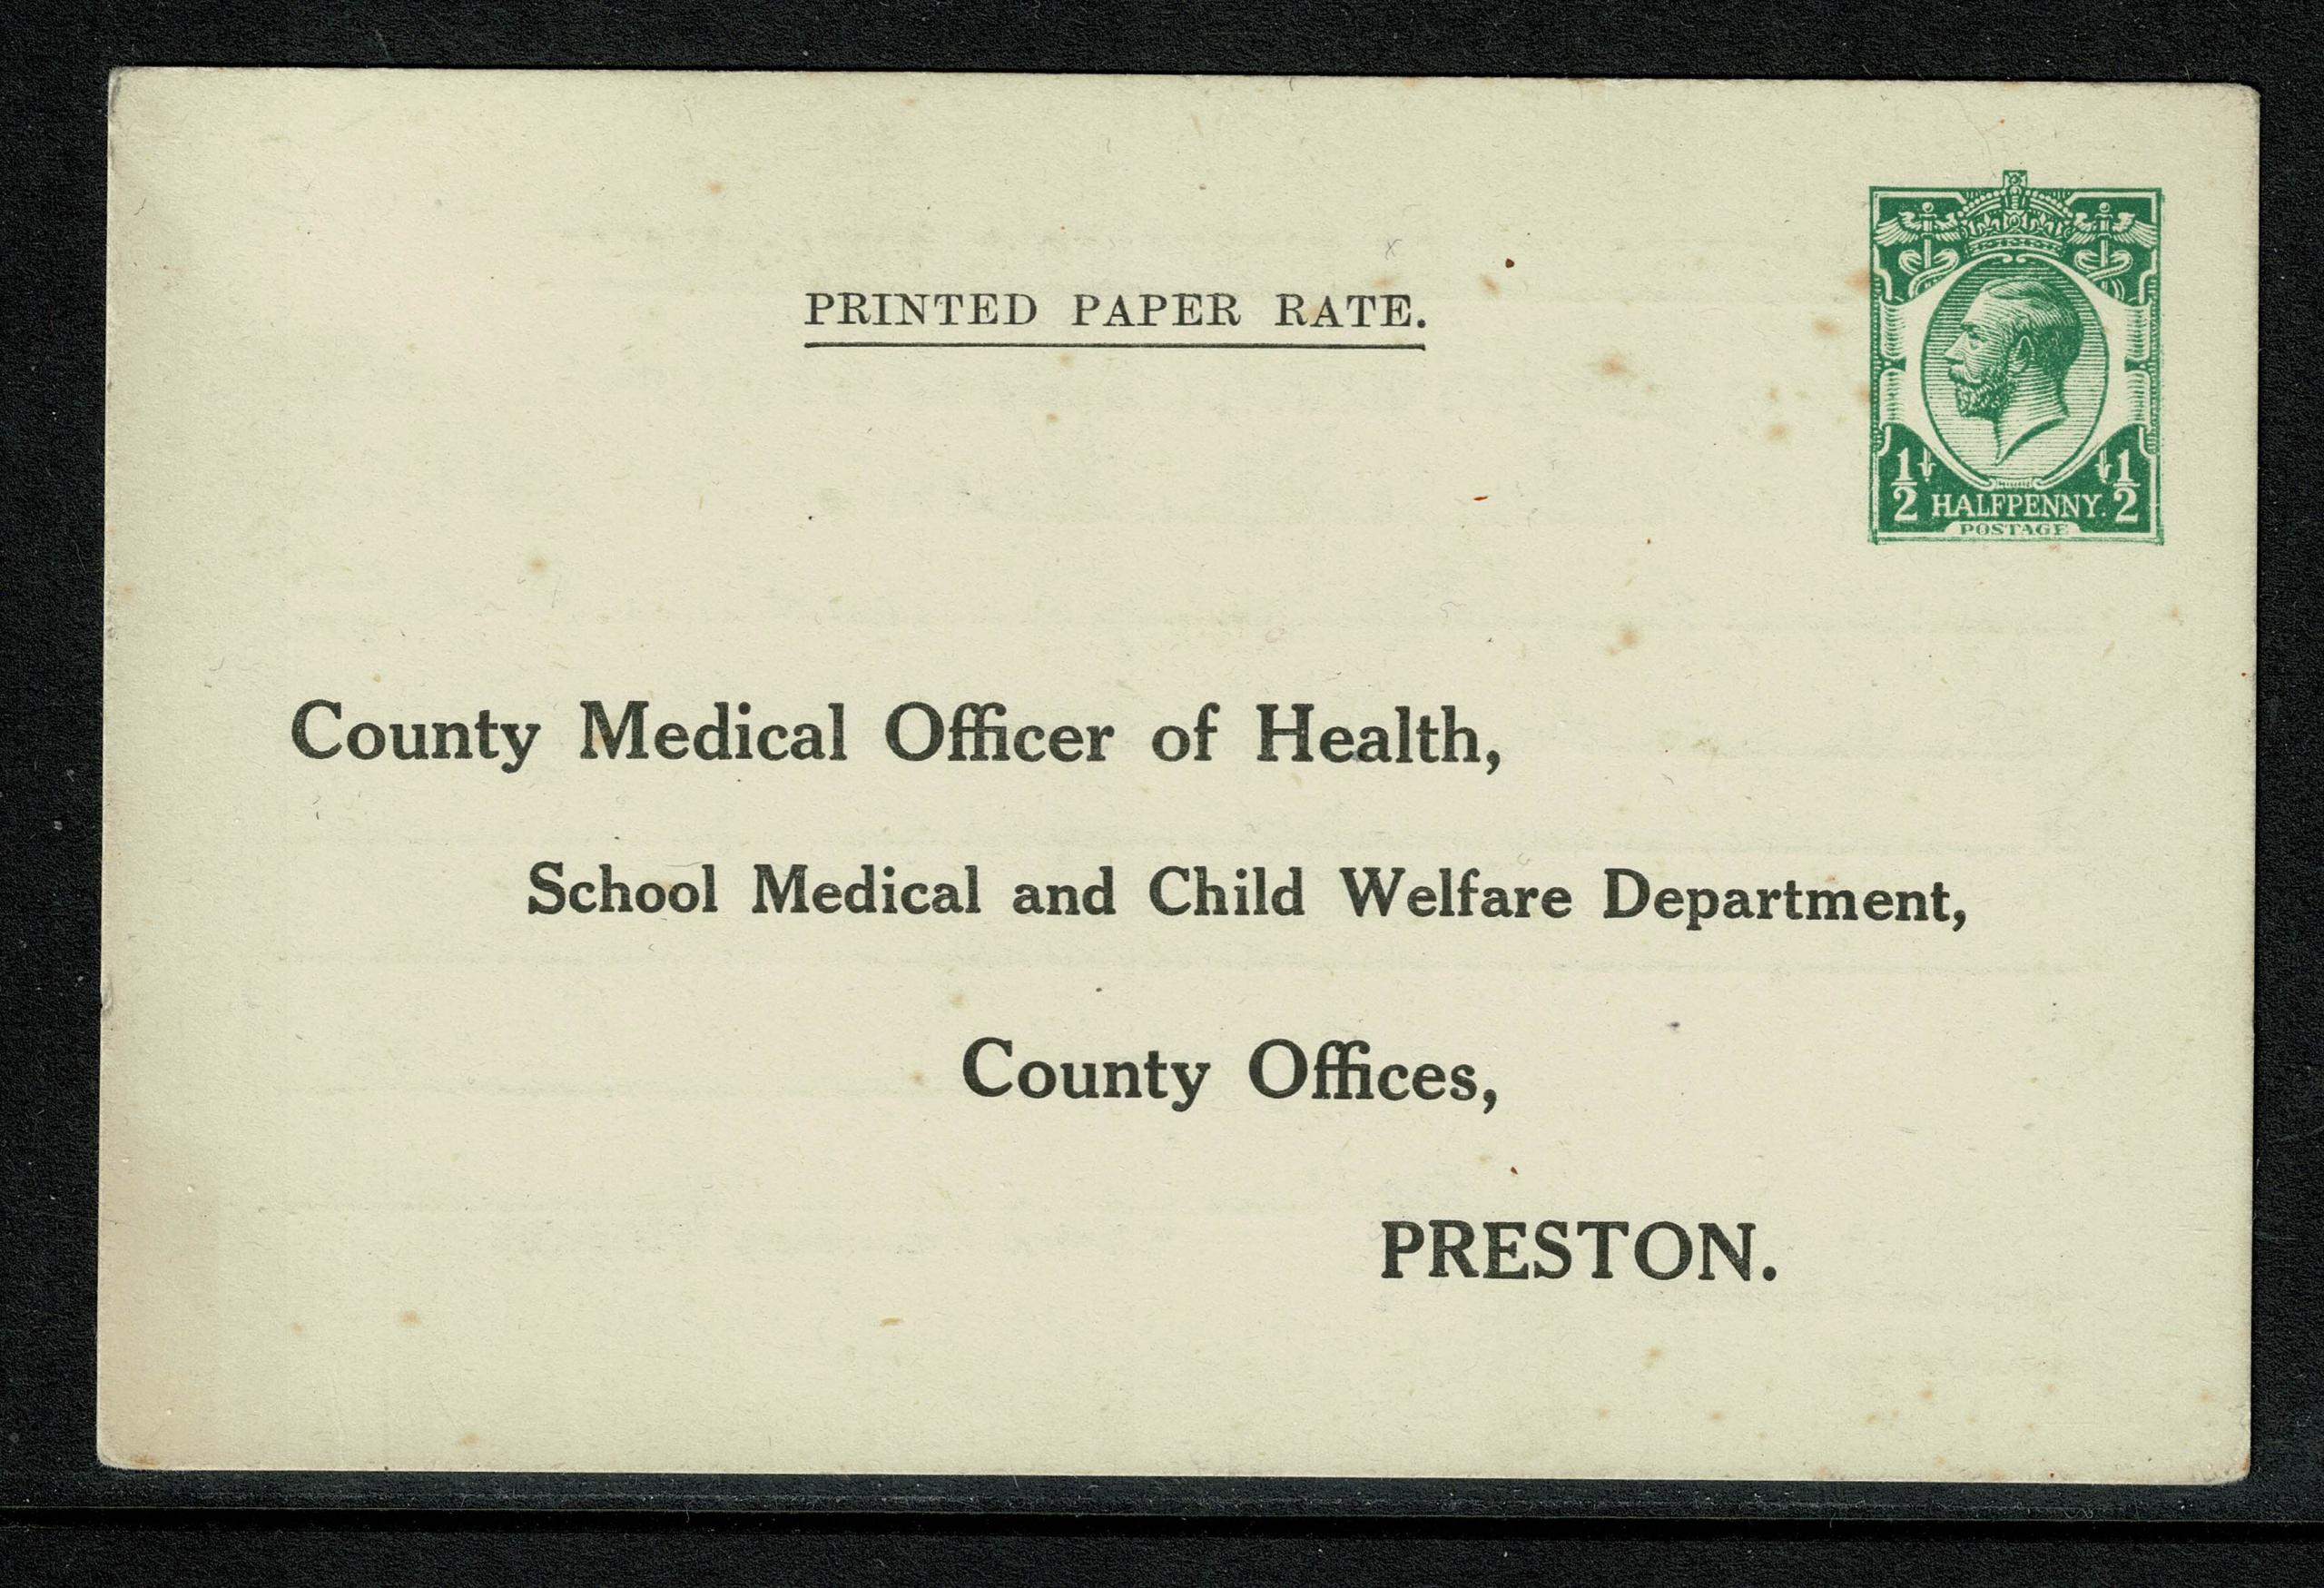 PRINTED PAPER RATE.
½ HALFPENNY. ½
POSTAGE
County Medical Officer of Health,
School Medical and Child Welfare Department,
County Offices,
PRESTON.